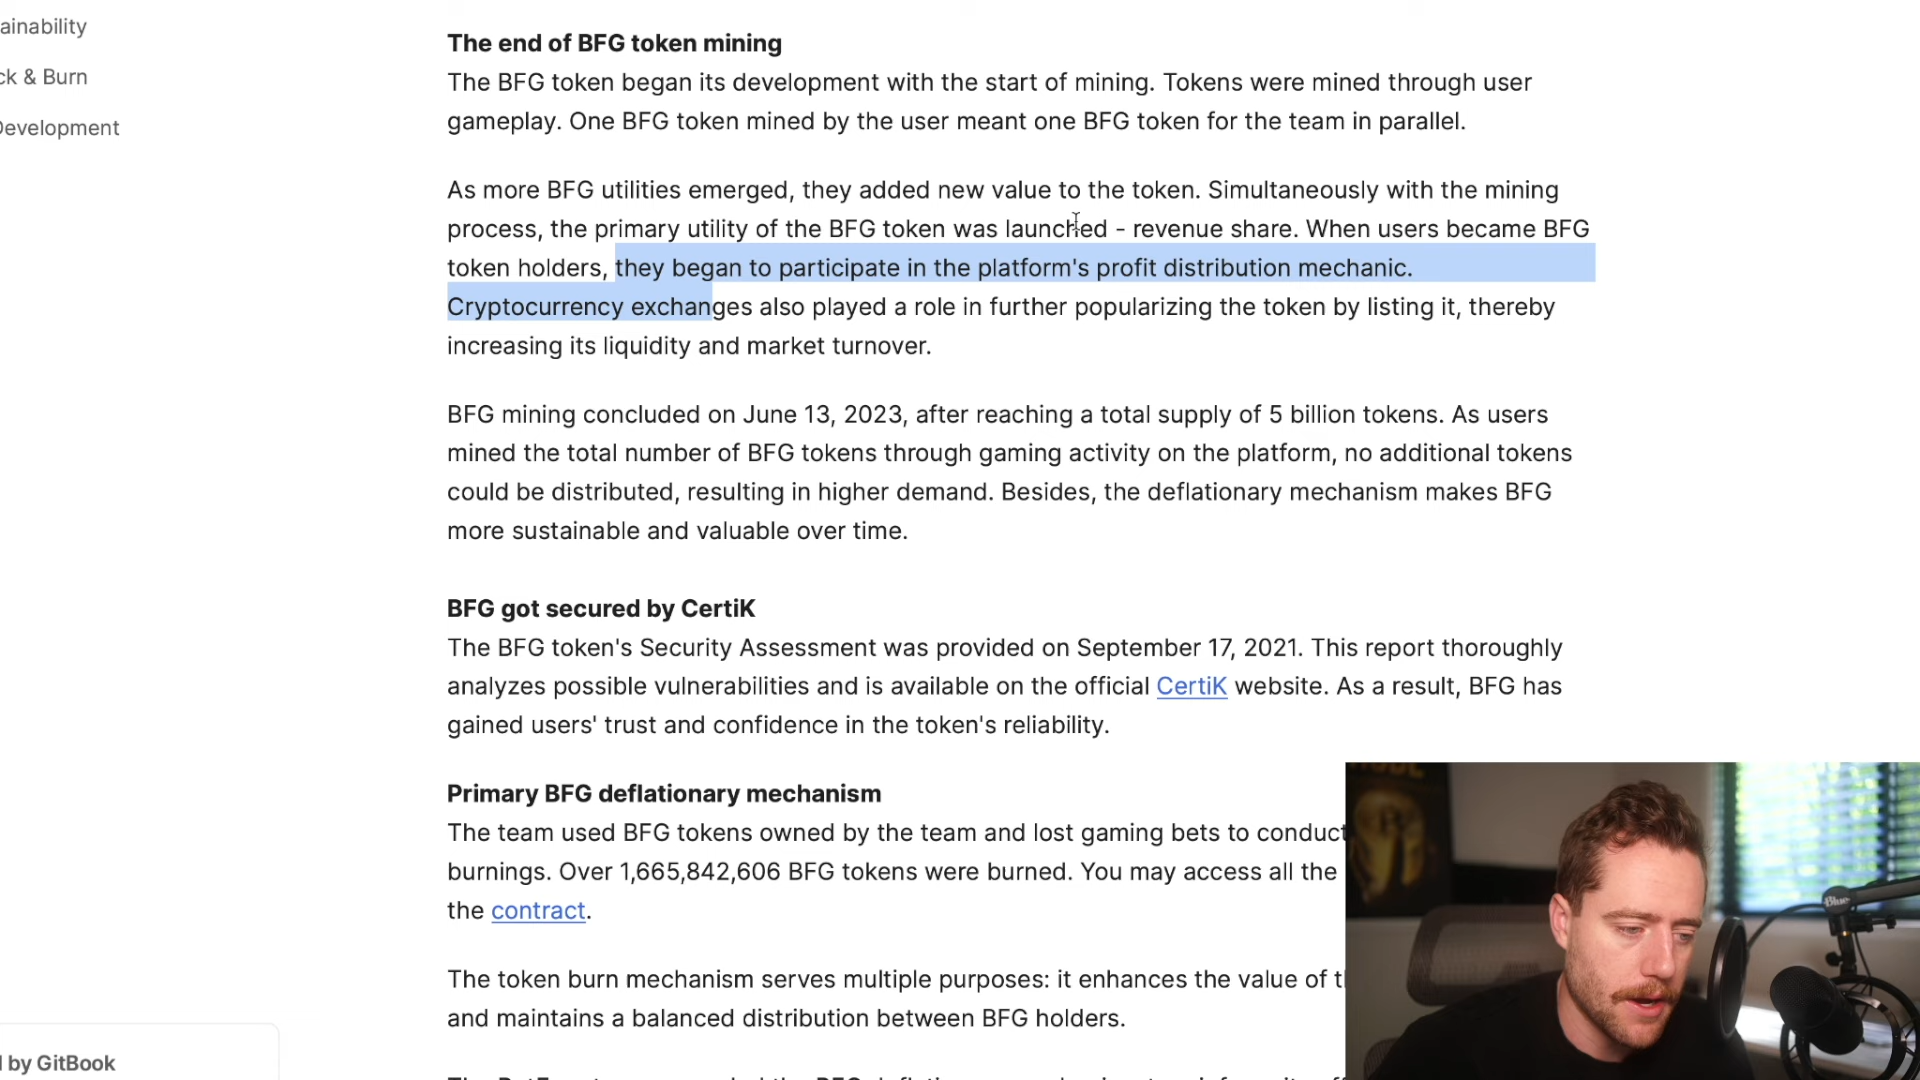 ainability
ck & Burn
Development
The end of BFG token mining
The BFG token began its development with the start of mining. Tokens were mined through user
gameplay. One BFG token mined by the user meant one BFG token for the team in parallel.
As more BFG utilities emerged, they added new value to the token. Simultaneously with the mining
process, the primary utility of the BFG token was launched - revenue share. When users became BFG
token holders, they began to participate in the platform's profit distribution mechanic.
Cryptocurrency exchanges also played a role in further popularizing the token by listing it, thereby
increasing its liquidity and market turnover.
BFG mining concluded on June 13, 2023, after reaching a total supply of 5 billion tokens. As users
mined the total number of BFG tokens through gaming activity on the platform, no additional tokens
could be distributed, resulting in higher demand. Besides, the deflationary mechanism makes BFG
more sustainable and valuable over time.
BFG got secured by CertiK
The BFG token's Security Assessment was provided on September 17, 2021. This report thoroughly
analyzes possible vulnerabilities and is available on the official CertiK website. As a result, BFG has
gained users' trust and confidence in the token's reliability.
Primary BFG deflationary mechanism
The team used BFG tokens owned by the team and lost gaming bets to conduct
burnings. Over 1,665,842,606 BFG tokens were burned. You may access all the
the contract.
The token burn mechanism serves multiple purposes: it enhances the value of
and maintains a balanced distribution between BFG holders.
by GitBook
Blue